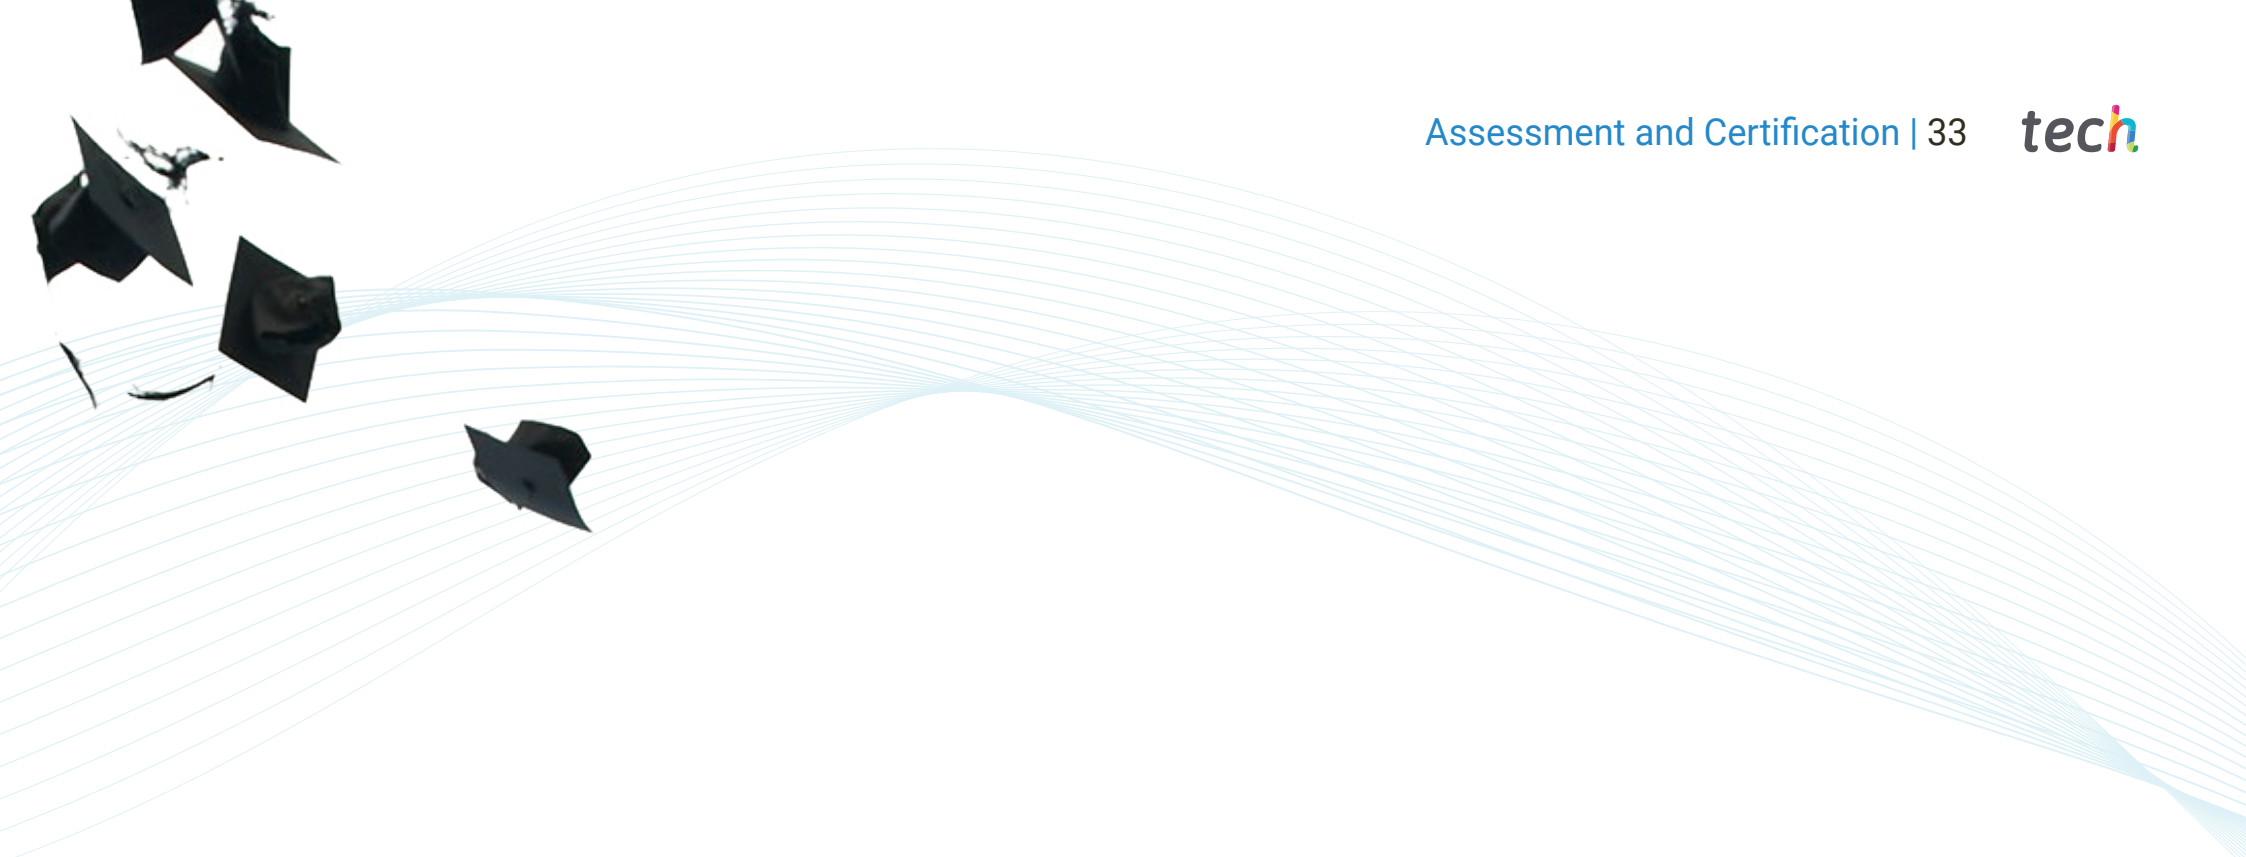 Assessment and Certification | 33 tech